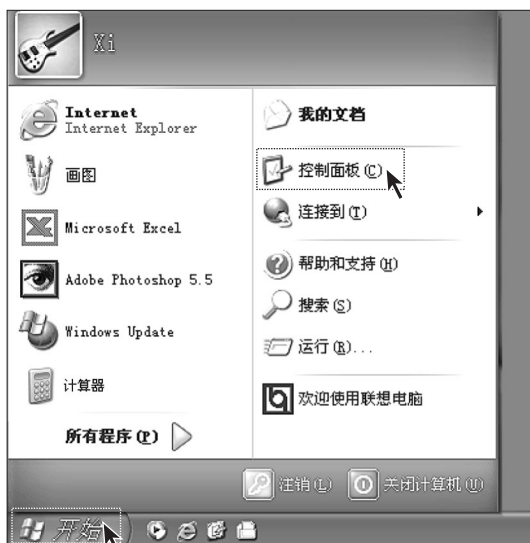 Xi
Internet
Internet Explorer
画图
Microsoft Excel
Adobe Photoshop 5.5
Windows Update
计算器
所有程序(P)
我的文档
控制面板(C)
连接到(T)
帮助和支持(H)
搜索(S)
运行(R)...
欢迎使用联想电脑
注销(L)
关闭计算机(U)
开始